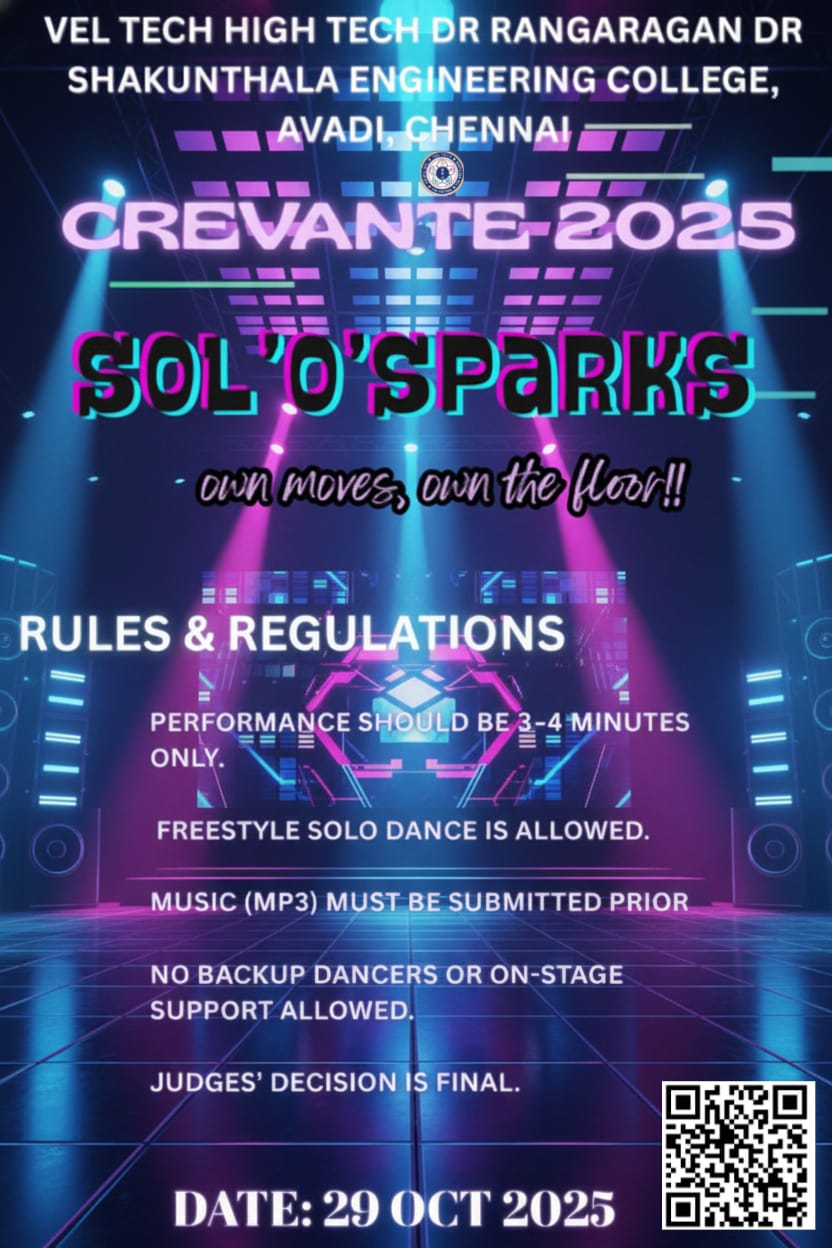 VEL TECH HIGH TECH DR RANGARAGAN DR
SHAKUNTHALA ENGINEERING COLLEGE,
AVADI, CHENNAI
CREVANTE 2025
SOL'O'SPaRKS
own moves, own the floor!!
RULES & REGULATIONS
PERFORMANCE SHOULD BE 3-4 MINUTES
ONLY.
FREESTYLE SOLO DANCE IS ALLOWED.
MUSIC (MP3) MUST BE SUBMITTED PRIOR
NO BACKUP DANCERS OR ON-STAGE
SUPPORT ALLOWED.
JUDGES' DECISION IS FINAL.
DATE: 29 OCT 2025